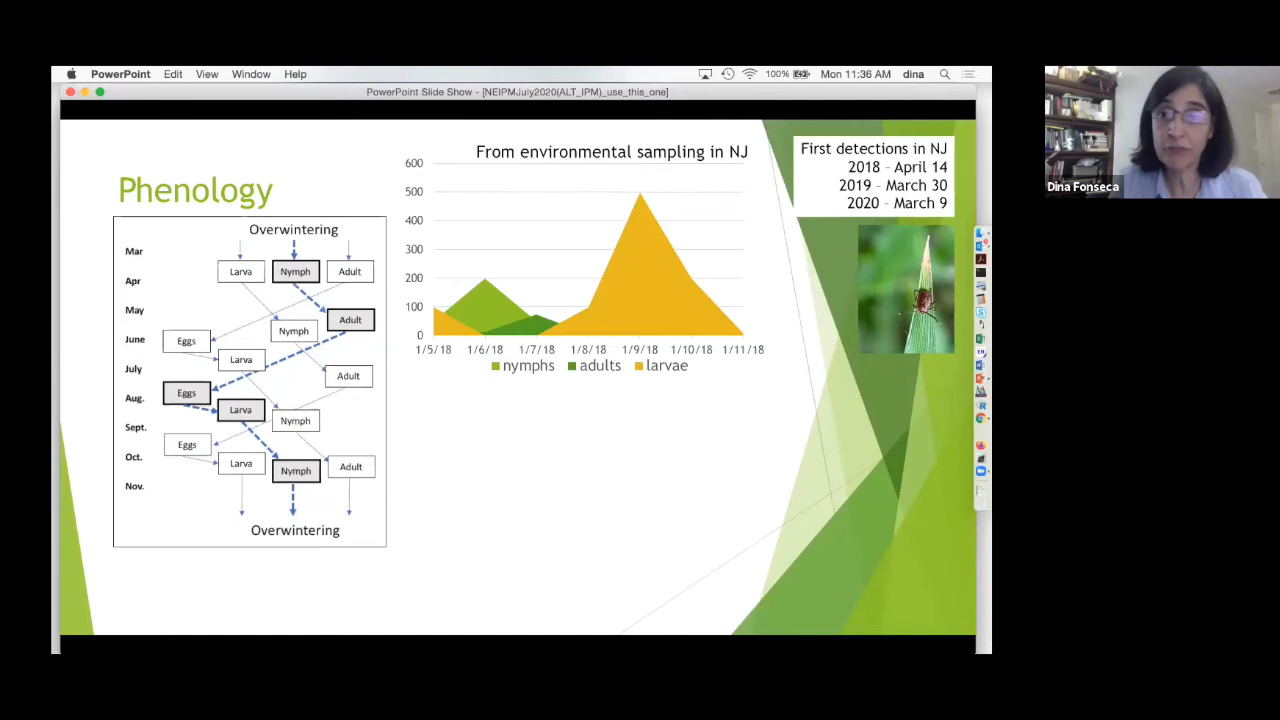 PowerPoint Edit View Window Help 100% Mon 11:36 AM dina
PowerPoint Slide Show - [NEIPMJuly2020(ALT_IPM)_use_this_one]
Phenology
Overwintering
Mar
Larva Nymph Adult
Apr
May
Nymph Adult
June
Eggs
Larva
July
Adult
Aug.
Eggs
Larva
Nymph
Sept.
Eggs
Oct.
Larva Nymph Adult
Nov.
Overwintering
From environmental sampling in NJ
600
500
400
300
200
100
0
1/5/18 1/6/18 1/7/18 1/8/18 1/9/18 1/10/18 1/11/18
nymphs adults larvae
First detections in NJ
2018 - April 14
2019 - March 30
2020 - March 9
Dina Fonseca